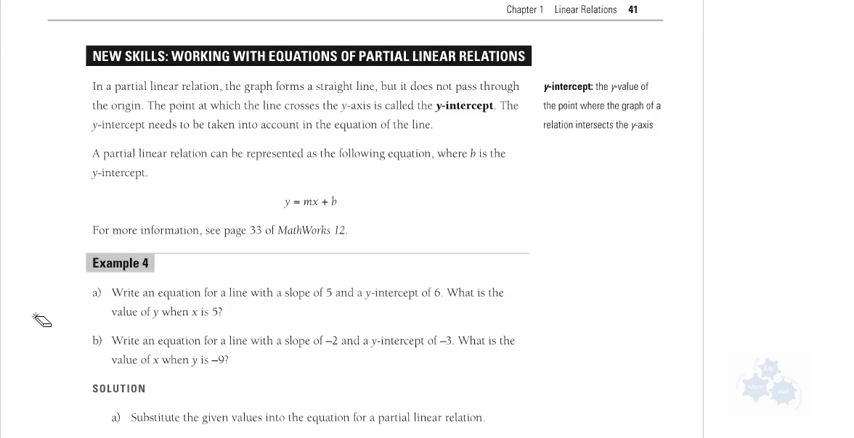 Chapter 1 Linear Relations 41
NEW SKILLS: WORKING WITH EQUATIONS OF PARTIAL LINEAR RELATIONS
In a partial linear relation, the graph forms a straight line, but it does not pass through
the origin. The point at which the line crosses the y-axis is called the y-intercept. The
y-intercept needs to be taken into account in the equation of the line.
y-intercept: the y-value of
the point where the graph of a
relation intersects the y-axis
A partial linear relation can be represented as the following equation, where b is the
y-intercept.
y = mx + b
For more information, see page 33 of MathWorks 12.
Example 4
a) Write an equation for a line with a slope of 5 and a y-intercept of 6. What is the
value of y when x is 5?
b) Write an equation for a line with a slope of –2 and a y-intercept of –3. What is the
value of x when y is –9?
SOLUTION
a) Substitute the given values into the equation for a partial linear relation.